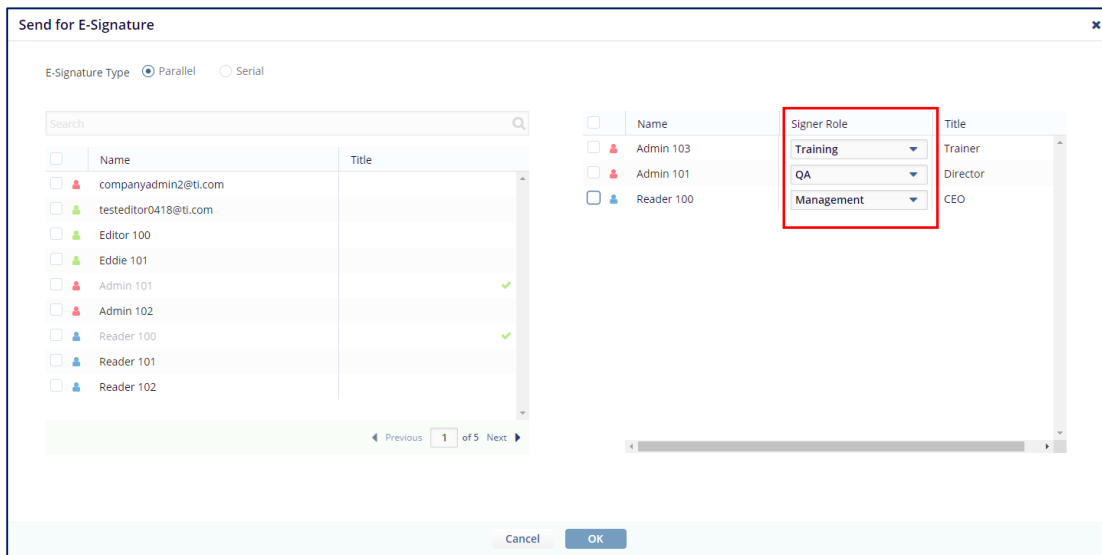 Send for E-Signature
E-Signature Type Parallel Serial
Search
Name Title
companyadmin2@ti.com
testeditor0418@ti.com
Editor 100
Eddie 101
Admin 101
Admin 102
Reader 100
Reader 101
Reader 102
Previous 1 of 5 Next
Name Signer Role Title
Admin 103 Training Trainer
Admin 101 QA Director
Reader 100 Management CEO
Cancel OK